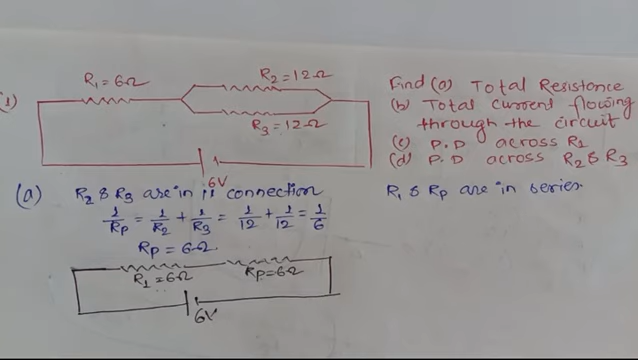 (1) R₁=6Ω R₂=12Ω
R₃=12Ω
6V
Find (a) Total Resistance
(b) Total current flowing
through the circuit
(c) P.D across R1
(d) P.D across R2 & R3
(a) R2 & R3 are in || connection
1/Rp = 1/R2 + 1/R3 = 1/12 + 1/12 = 1/6
Rp = 6Ω.
R1=6Ω Rp=6Ω
6V
R1 & Rp are in series.